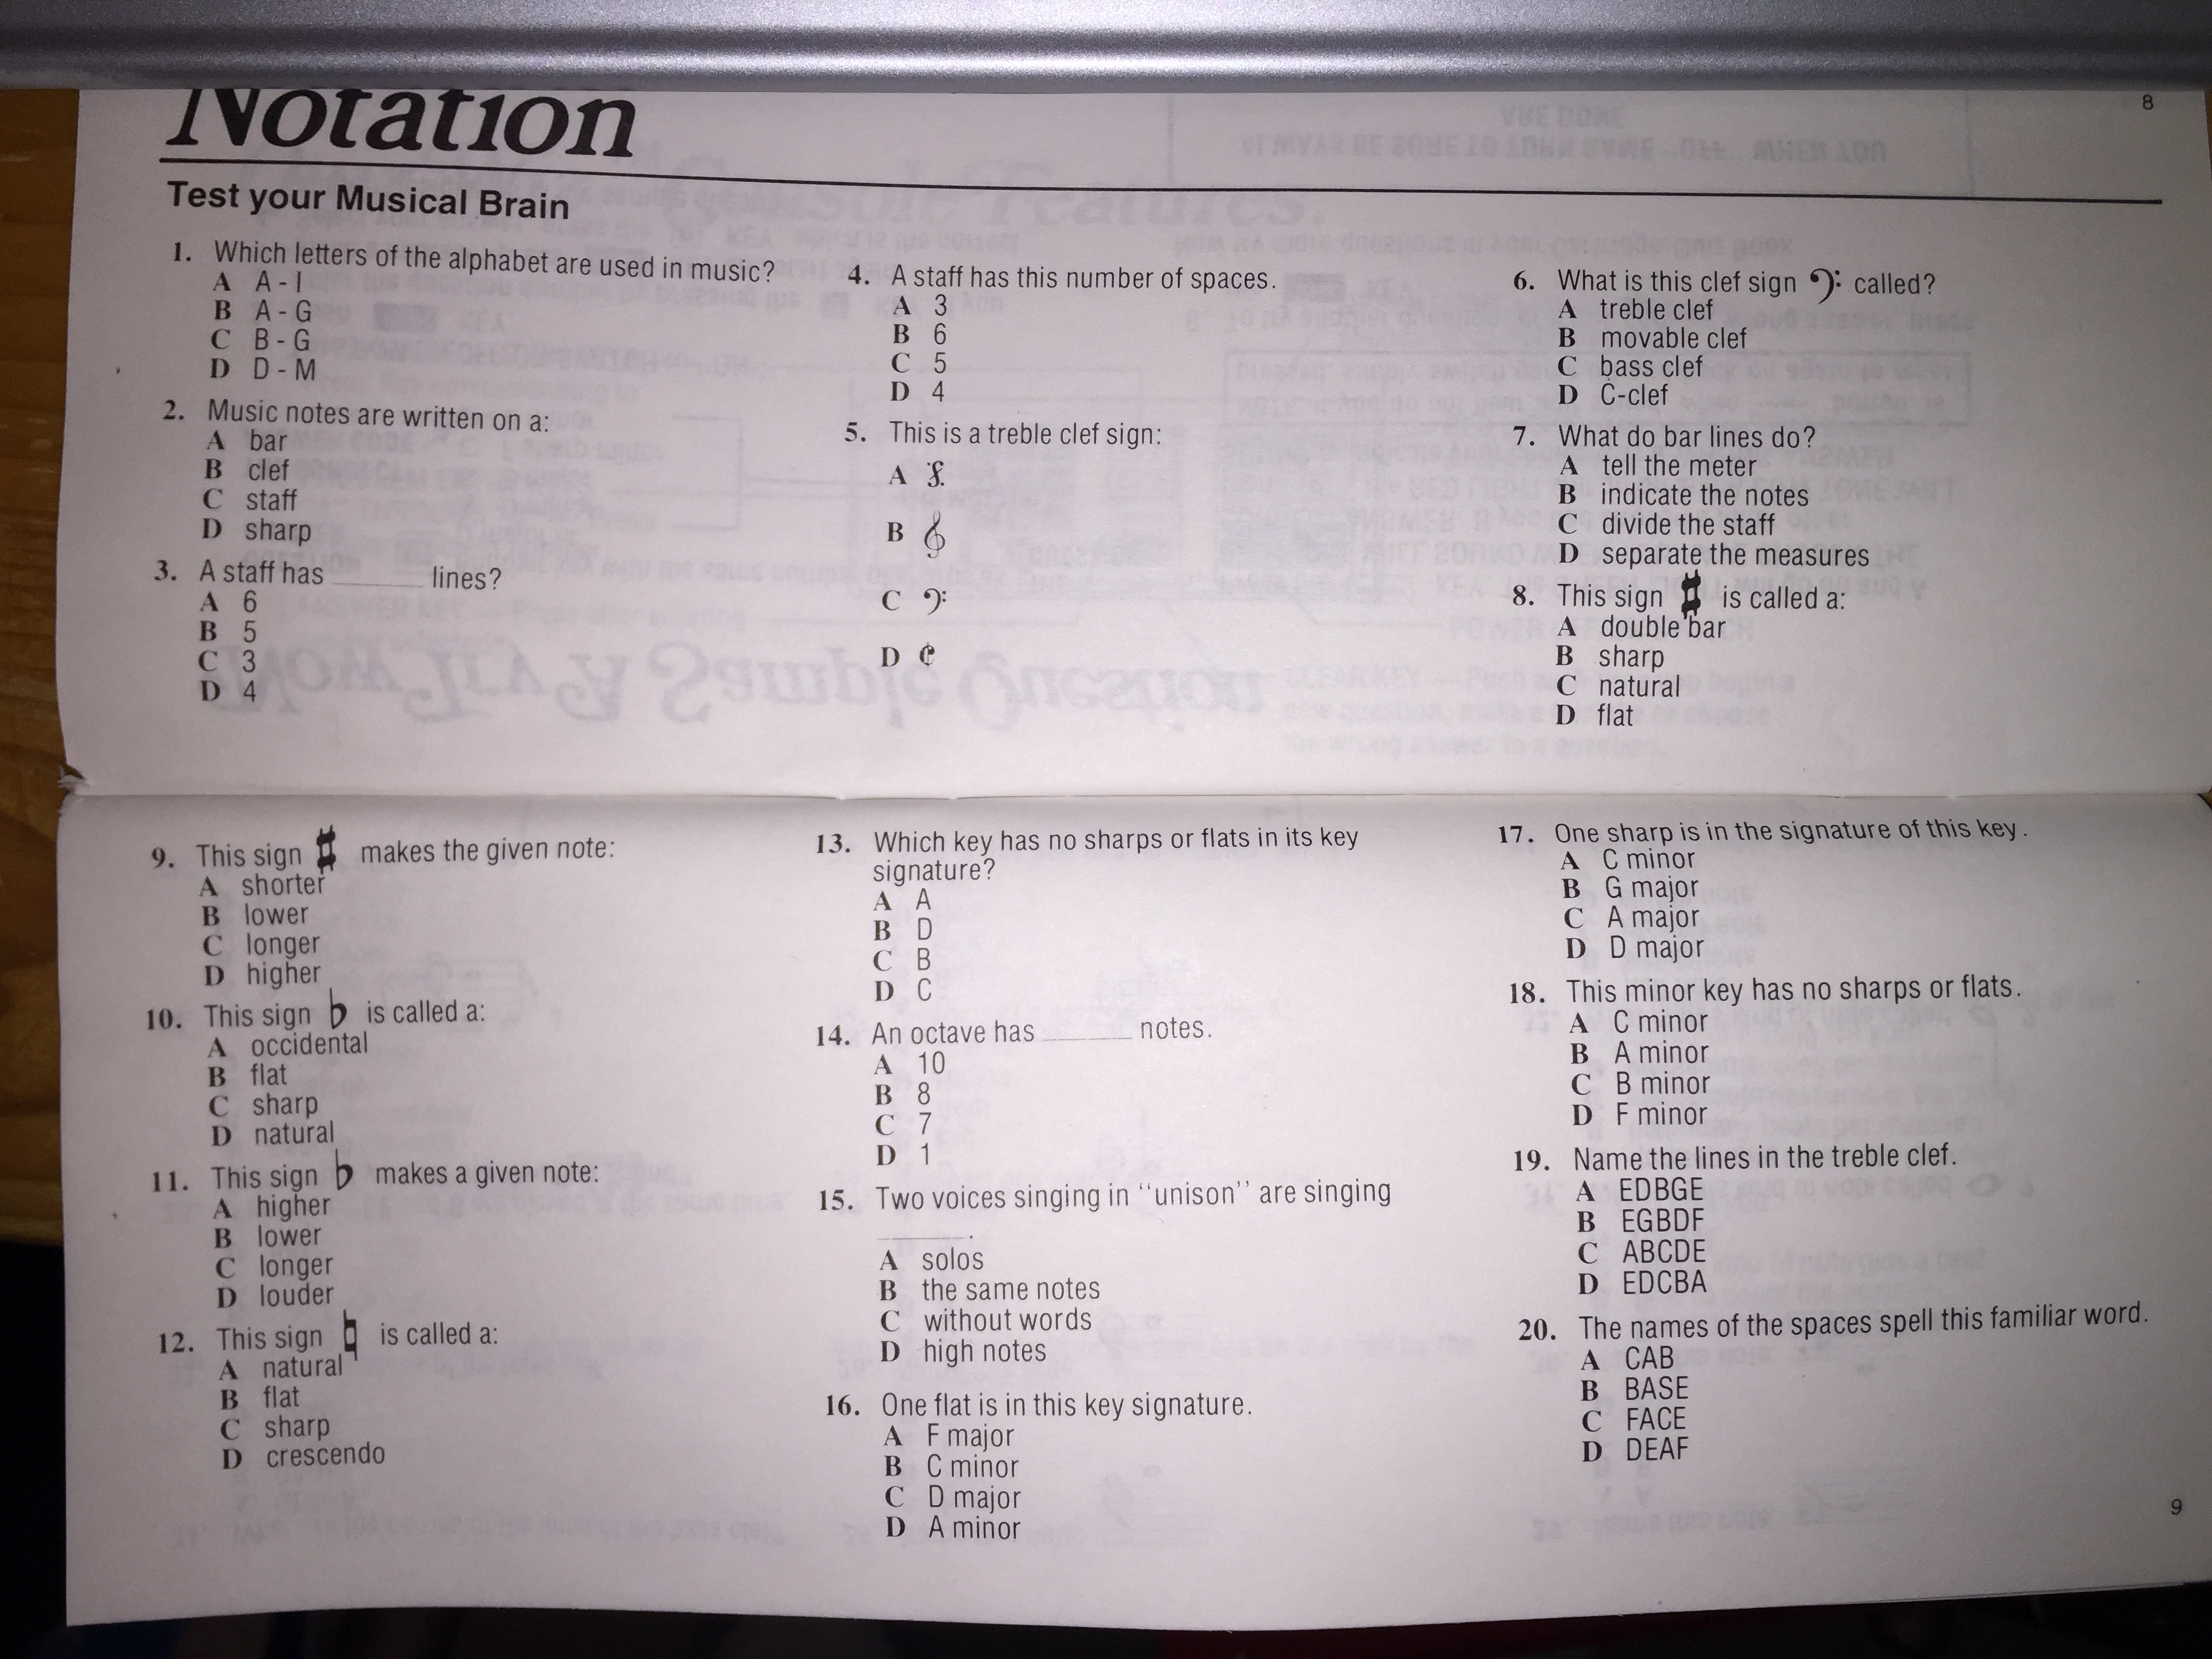 Notation
8
Test your Musical Brain
1. Which letters of the alphabet are used in music?
A A - I
B A - G
C B - G
D D - M
2. Music notes are written on a:
A bar
B clef
C staff
D sharp
3. A staff has ______ lines?
A 6
B 5
C 3
D 4
4. A staff has this number of spaces.
A 3
B 6
C 5
D 4
5. This is a treble clef sign:
A
B 𝄞
C 𝄢
D
6. What is this clef sign 𝄢 called?
A treble clef
B movable clef
C bass clef
D C-clef
7. What do bar lines do?
A tell the meter
B indicate the notes
C divide the staff
D separate the measures
8. This sign ♯ is called a:
A double bar
B sharp
C natural
D flat
9. This sign ♯ makes the given note:
A shorter
B lower
C longer
D higher
10. This sign ♭ is called a:
A occidental
B flat
C sharp
D natural
11. This sign ♭ makes a given note:
A higher
B lower
C longer
D louder
12. This sign ♮ is called a:
A natural
B flat
C sharp
D crescendo
13. Which key has no sharps or flats in its key
signature?
A A
B D
C B
D C
14. An octave has ______ notes.
A 10
B 8
C 7
D 1
15. Two voices singing in "unison" are singing
______.
A solos
B the same notes
C without words
D high notes
16. One flat is in this key signature.
A F major
B C minor
C D major
D A minor
17. One sharp is in the signature of this key.
A C minor
B G major
C A major
D D major
18. This minor key has no sharps or flats.
A C minor
B A minor
C B minor
D F minor
19. Name the lines in the treble clef.
A EDBGE
B EGBDF
C ABCDE
D EDCBA
20. The names of the spaces spell this familiar word.
A CAB
B BASE
C FACE
D DEAF
9